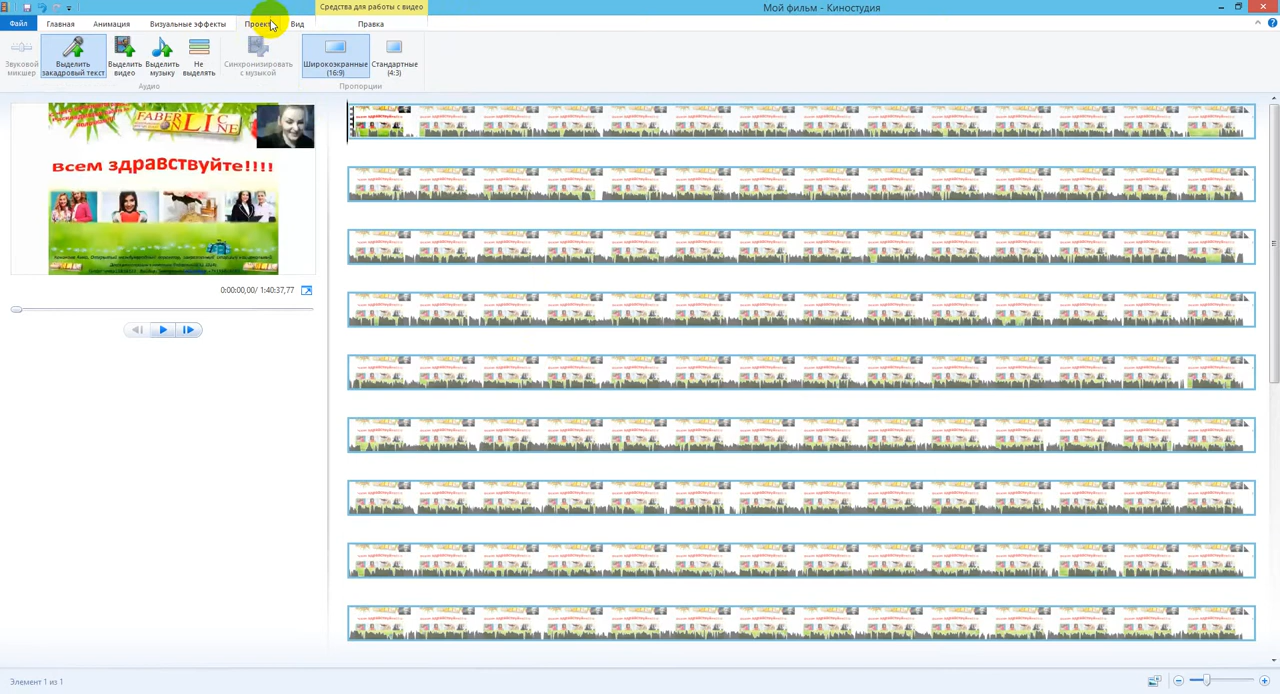 Средства для работы с видео
Мой фильм - Киностудия
Файл
Главная
Анимация
Визуальные эффекты
Проект
Вид
Правка
Звуковой микшер
Выделить закадровый текст
Выделить видео
Выделить музыку
Не выделять
Синхронизировать с музыкой
Широкоэкранные (16:9)
Стандартные (4:3)
Аудио
Пропорции
FABERLIC
ONLINE
Всем здравствуйте!!!!
0:00:00,00/ 1:40:37,77
Элемент 1 из 1